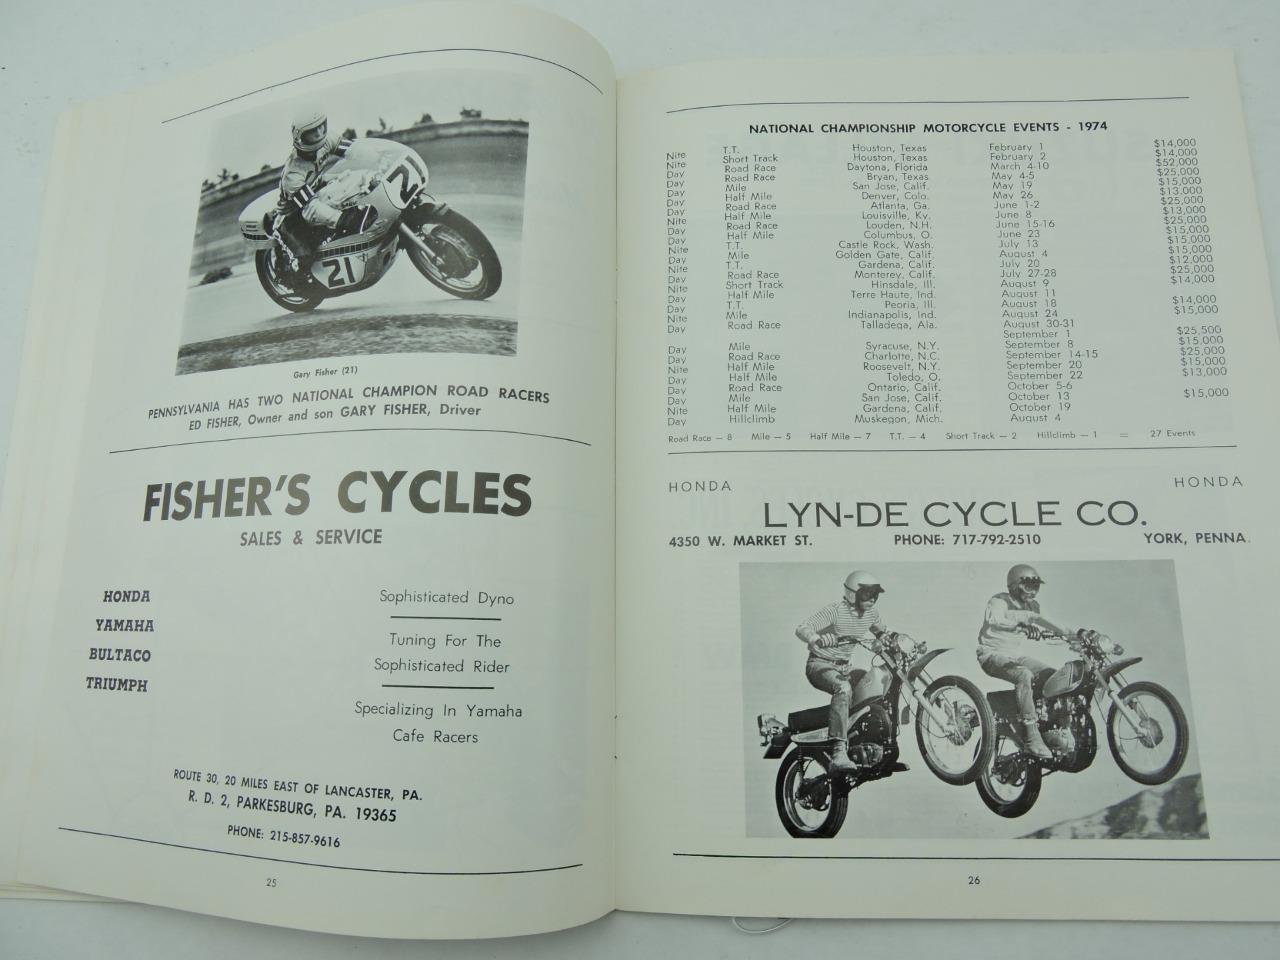 Gary Fisher (21)
PENNSYLVANIA HAS TWO NATIONAL CHAMPION ROAD RACERS
ED FISHER, Owner and son GARY FISHER, Driver
FISHER'S CYCLES
SALES & SERVICE
HONDA
YAMAHA
BULTACO
TRIUMPH
Sophisticated Dyno
Tuning For The
Sophisticated Rider
Specializing In Yamaha
Cafe Racers
ROUTE 30, 20 MILES EAST OF LANCASTER, PA.
R. D. 2, PARKESBURG, PA. 19365
PHONE: 215-857-9616
25
NATIONAL CHAMPIONSHIP MOTORCYCLE EVENTS - 1974
Nite T.T. Houston, Texas February 1 $14,000
Nite Short Track Houston, Texas February 2 $14,000
Day Road Race Daytona, Florida March 4-10 $52,000
Day Road Race Bryan, Texas May 4-5 $25,000
Day Mile San Jose, Calif. May 19 $15,000
Day Half Mile Denver, Colo. May 26 $13,000
Day Road Race Atlanta, Ga. June 1-2 $25,000
Nite Half Mile Louisville, Ky. June 8 $13,000
Day Road Race Louden, N.H. June 15-16 $25,000
Day Half Mile Columbus, O. June 23 $15,000
Nite T.T. Castle Rock, Wash. July 13 $15,000
Day Mile Golden Gate, Calif. August 4 $15,000
Nite T.T. Gardena, Calif. July 20 $12,000
Day Road Race Monterey, Calif. July 27-28 $25,000
Nite Short Track Hinsdale, Ill. August 9 $14,000
Day Half Mile Terre Haute, Ind. August 11
Day T.T. Peoria, Ill. August 18 $14,000
Nite Mile Indianapolis, Ind. August 24 $15,000
Day Road Race Talladega, Ala. August 30-31
September 1 $25,500
Day Mile Syracuse, N.Y. September 8 $15,000
Day Road Race Charlotte, N.C. September 14-15 $25,000
Nite Half Mile Roosevelt, N.Y. September 20 $15,000
Day Half Mile Toledo, O. September 22 $13,000
Day Road Race Ontario, Calif. October 5-6
Day Mile San Jose, Calif. October 13 $15,000
Nite Half Mile Gardena, Calif. October 19
Day Hillclimb Muskegon, Mich. August 4
Road Race — 8 Mile — 5 Half Mile — 7 T.T. — 4 Short Track — 2 Hillclimb — 1 = 27 Events
HONDA HONDA
LYN-DE CYCLE CO.
4350 W. MARKET ST. PHONE: 717-792-2510 YORK, PENNA.
26
21
21